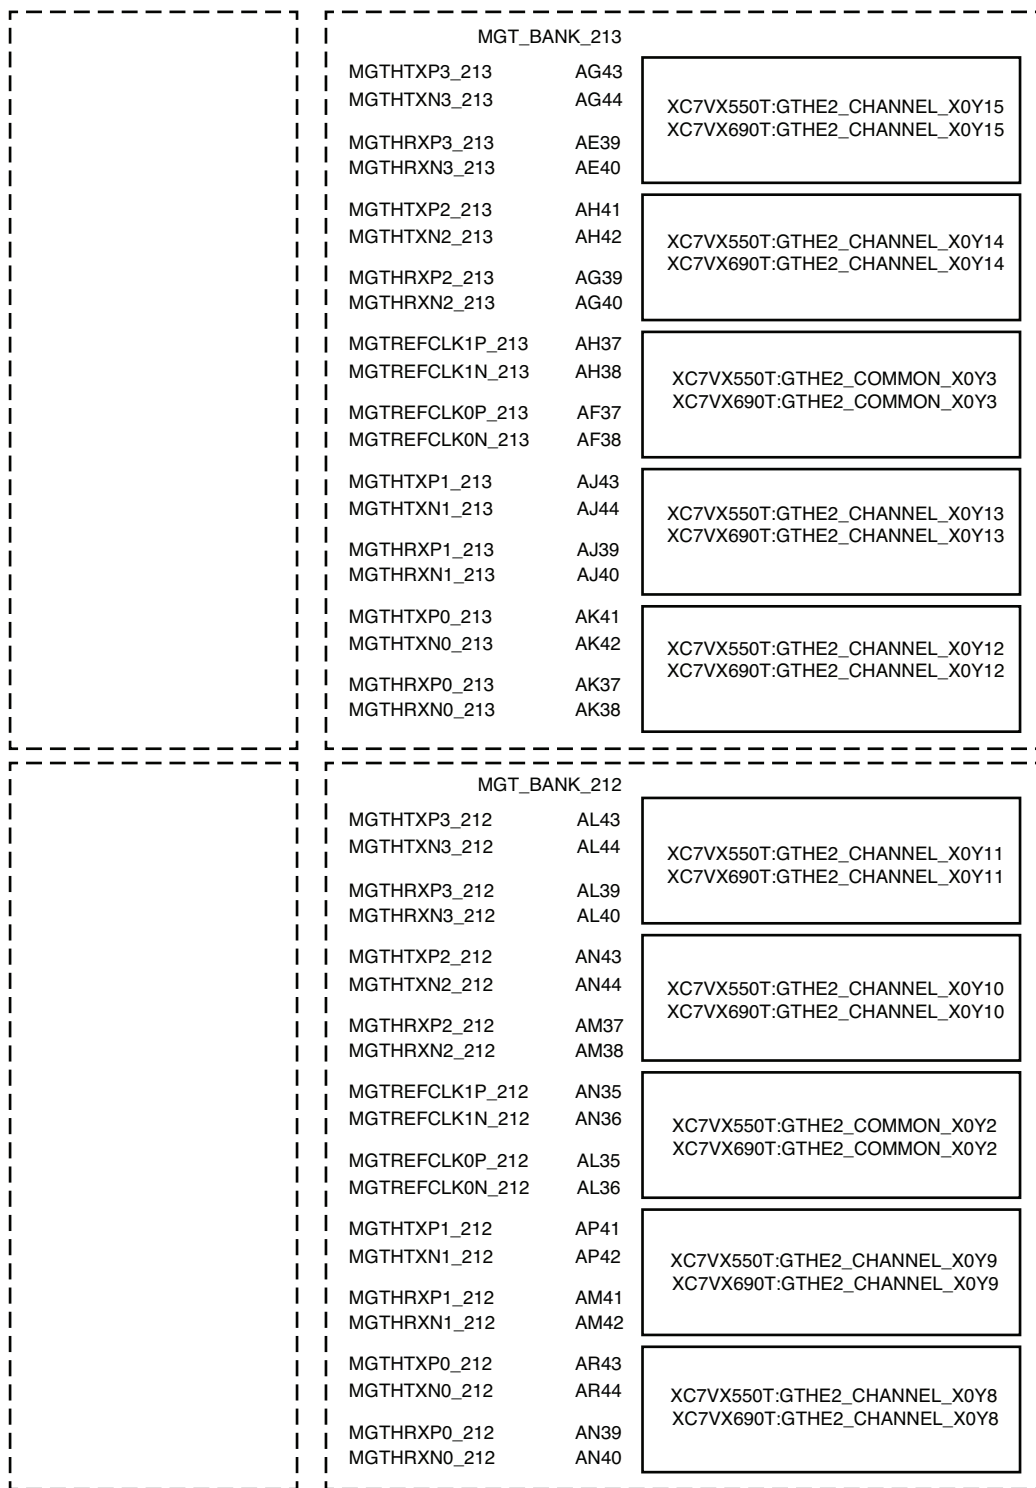 MGT_BANK_213
MGTHTXP3_213 AG43
MGTHTXN3_213 AG44
XC7VX550T:GTHE2_CHANNEL_X0Y15
XC7VX690T:GTHE2_CHANNEL_X0Y15
MGTHRXP3_213 AE39
MGTHRXN3_213 AE40
MGTHTXP2_213 AH41
MGTHTXN2_213 AH42
XC7VX550T:GTHE2_CHANNEL_X0Y14
XC7VX690T:GTHE2_CHANNEL_X0Y14
MGTHRXP2_213 AG39
MGTHRXN2_213 AG40
MGTREFCLK1P_213 AH37
MGTREFCLK1N_213 AH38
XC7VX550T:GTHE2_COMMON_X0Y3
XC7VX690T:GTHE2_COMMON_X0Y3
MGTREFCLK0P_213 AF37
MGTREFCLK0N_213 AF38
MGTHTXP1_213 AJ43
MGTHTXN1_213 AJ44
XC7VX550T:GTHE2_CHANNEL_X0Y13
XC7VX690T:GTHE2_CHANNEL_X0Y13
MGTHRXP1_213 AJ39
MGTHRXN1_213 AJ40
MGTHTXP0_213 AK41
MGTHTXN0_213 AK42
XC7VX550T:GTHE2_CHANNEL_X0Y12
XC7VX690T:GTHE2_CHANNEL_X0Y12
MGTHRXP0_213 AK37
MGTHRXN0_213 AK38
MGT_BANK_212
MGTHTXP3_212 AL43
MGTHTXN3_212 AL44
XC7VX550T:GTHE2_CHANNEL_X0Y11
XC7VX690T:GTHE2_CHANNEL_X0Y11
MGTHRXP3_212 AL39
MGTHRXN3_212 AL40
MGTHTXP2_212 AN43
MGTHTXN2_212 AN44
XC7VX550T:GTHE2_CHANNEL_X0Y10
XC7VX690T:GTHE2_CHANNEL_X0Y10
MGTHRXP2_212 AM37
MGTHRXN2_212 AM38
MGTREFCLK1P_212 AN35
MGTREFCLK1N_212 AN36
XC7VX550T:GTHE2_COMMON_X0Y2
XC7VX690T:GTHE2_COMMON_X0Y2
MGTREFCLK0P_212 AL35
MGTREFCLK0N_212 AL36
MGTHTXP1_212 AP41
MGTHTXN1_212 AP42
XC7VX550T:GTHE2_CHANNEL_X0Y9
XC7VX690T:GTHE2_CHANNEL_X0Y9
MGTHRXP1_212 AM41
MGTHRXN1_212 AM42
MGTHTXP0_212 AR43
MGTHTXN0_212 AR44
XC7VX550T:GTHE2_CHANNEL_X0Y8
XC7VX690T:GTHE2_CHANNEL_X0Y8
MGTHRXP0_212 AN39
MGTHRXN0_212 AN40